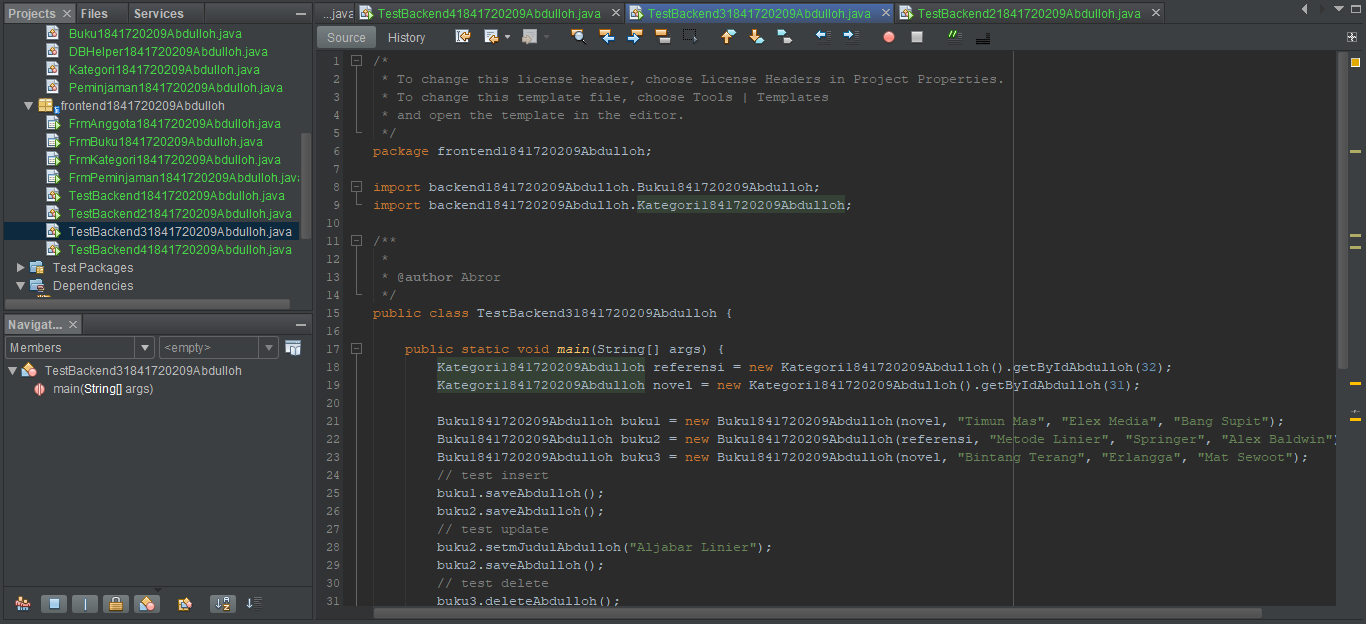 Projects
Files
Services
Buku1841720209Abdulloh.java
DBHelper1841720209Abdulloh.java
Kategori1841720209Abdulloh.java
Peminjaman1841720209Abdulloh.java
frontend1841720209Abdulloh
FrmAnggota1841720209Abdulloh.java
FrmBuku1841720209Abdulloh.java
FrmKategori1841720209Abdulloh.java
FrmPeminjaman1841720209Abdulloh.java
TestBackend1841720209Abdulloh.java
TestBackend21841720209Abdulloh.java
TestBackend31841720209Abdulloh.java
TestBackend41841720209Abdulloh.java
Test Packages
Dependencies
Navigat...
Members
<empty>
TestBackend31841720209Abdulloh
main(String[] args)
...java
TestBackend41841720209Abdulloh.java
TestBackend31841720209Abdulloh.java
TestBackend21841720209Abdulloh.java
Source
History
1 /*
2 * To change this license header, choose License Headers in Project Properties.
3 * To change this template file, choose Tools | Templates
4 * and open the template in the editor.
5 */
6 package frontend1841720209Abdulloh;
7
8 import backend1841720209Abdulloh.Buku1841720209Abdulloh;
9 import backend1841720209Abdulloh.Kategori1841720209Abdulloh;
10
11 /**
12 *
13 * @author Abror
14 */
15 public class TestBackend31841720209Abdulloh {
16
17 public static void main(String[] args) {
18 Kategori1841720209Abdulloh referensi = new Kategori1841720209Abdulloh().getByIdAbdulloh(32);
19 Kategori1841720209Abdulloh novel = new Kategori1841720209Abdulloh().getByIdAbdulloh(31);
20
21 Buku1841720209Abdulloh buku1 = new Buku1841720209Abdulloh(novel, "Timun Mas", "Elex Media", "Bang Supit");
22 Buku1841720209Abdulloh buku2 = new Buku1841720209Abdulloh(referensi, "Metode Linier", "Springer", "Alex Baldwin")
23 Buku1841720209Abdulloh buku3 = new Buku1841720209Abdulloh(novel, "Bintang Terang", "Erlangga", "Mat Sewoot");
24 // test insert
25 buku1.saveAbdulloh();
26 buku2.saveAbdulloh();
27 // test update
28 buku2.setmJudulAbdulloh("Aljabar Linier");
29 buku2.saveAbdulloh();
30 // test delete
31 buku3.deleteAbdulloh();